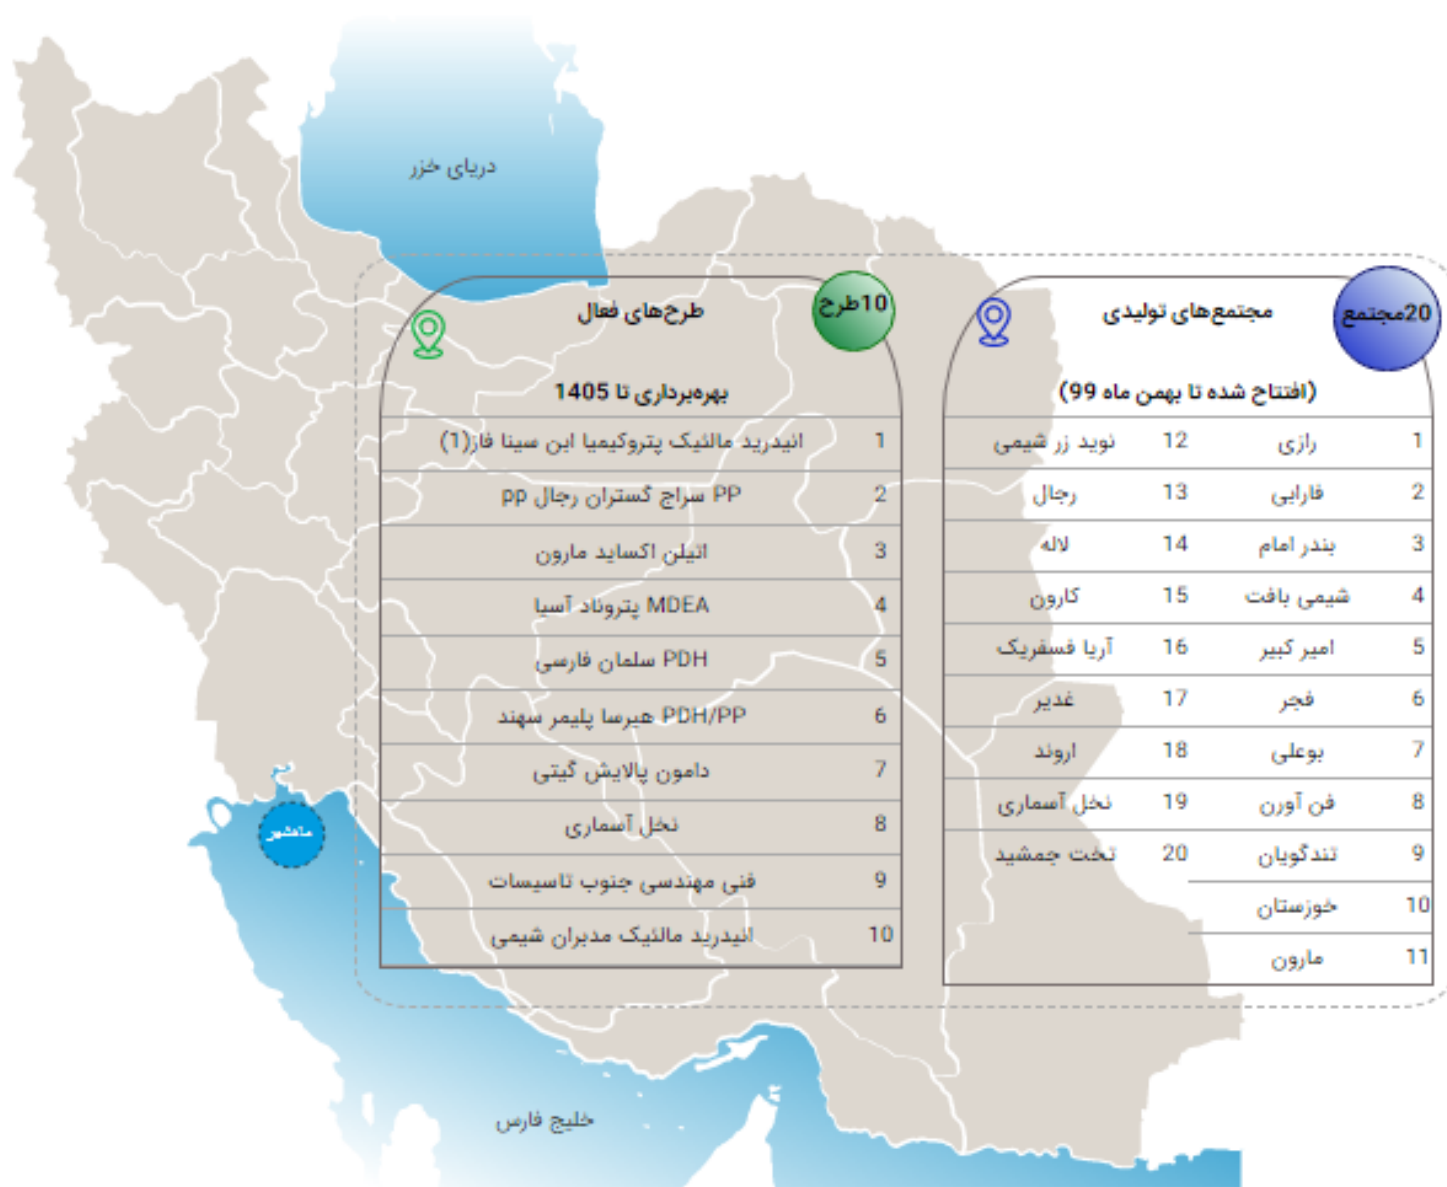 دریای خزر
20مجتمع
مجتمع‌های تولیدی
(افتتاح شده تا بهمن ماه 99)
1 رازی 12 نوید زر شیمی
2 فارابی 13 رجال
3 بندر امام 14 لاله
4 شیمی بافت 15 کارون
5 امیر کبیر 16 آریا فسفریک
6 فجر 17 غدیر
7 بوعلی 18 اروند
8 فن آورن 19 نخل آسماری
9 تندگویان 20 تخت جمشید
10 خوزستان
11 مارون
10طرح
طرح‌های فعال
بهره‌برداری تا 1405
1 انیدرید مالئیک پتروکیمیا ابن سینا فاز(1)
2 PP سراج گستران رجال pp
3 اتیلن اکساید مارون
4 MDEA پتروناد آسیا
5 PDH سلمان فارسی
6 PDH/PP هیرسا پلیمر سهند
7 دامون پالایش گیتی
8 نخل آسماری
9 فنی مهندسی جنوب تاسیسات
10 انیدرید مالئیک مدبران شیمی
ماهشهر
خلیج فارس